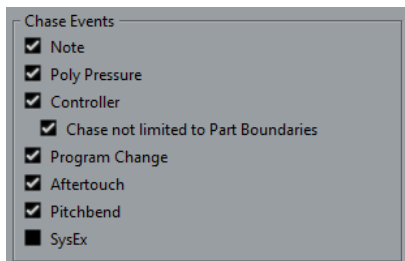 Chase Events
Note
Poly Pressure
Controller
Chase not limited to Part Boundaries
Program Change
Aftertouch
Pitchbend
SysEx